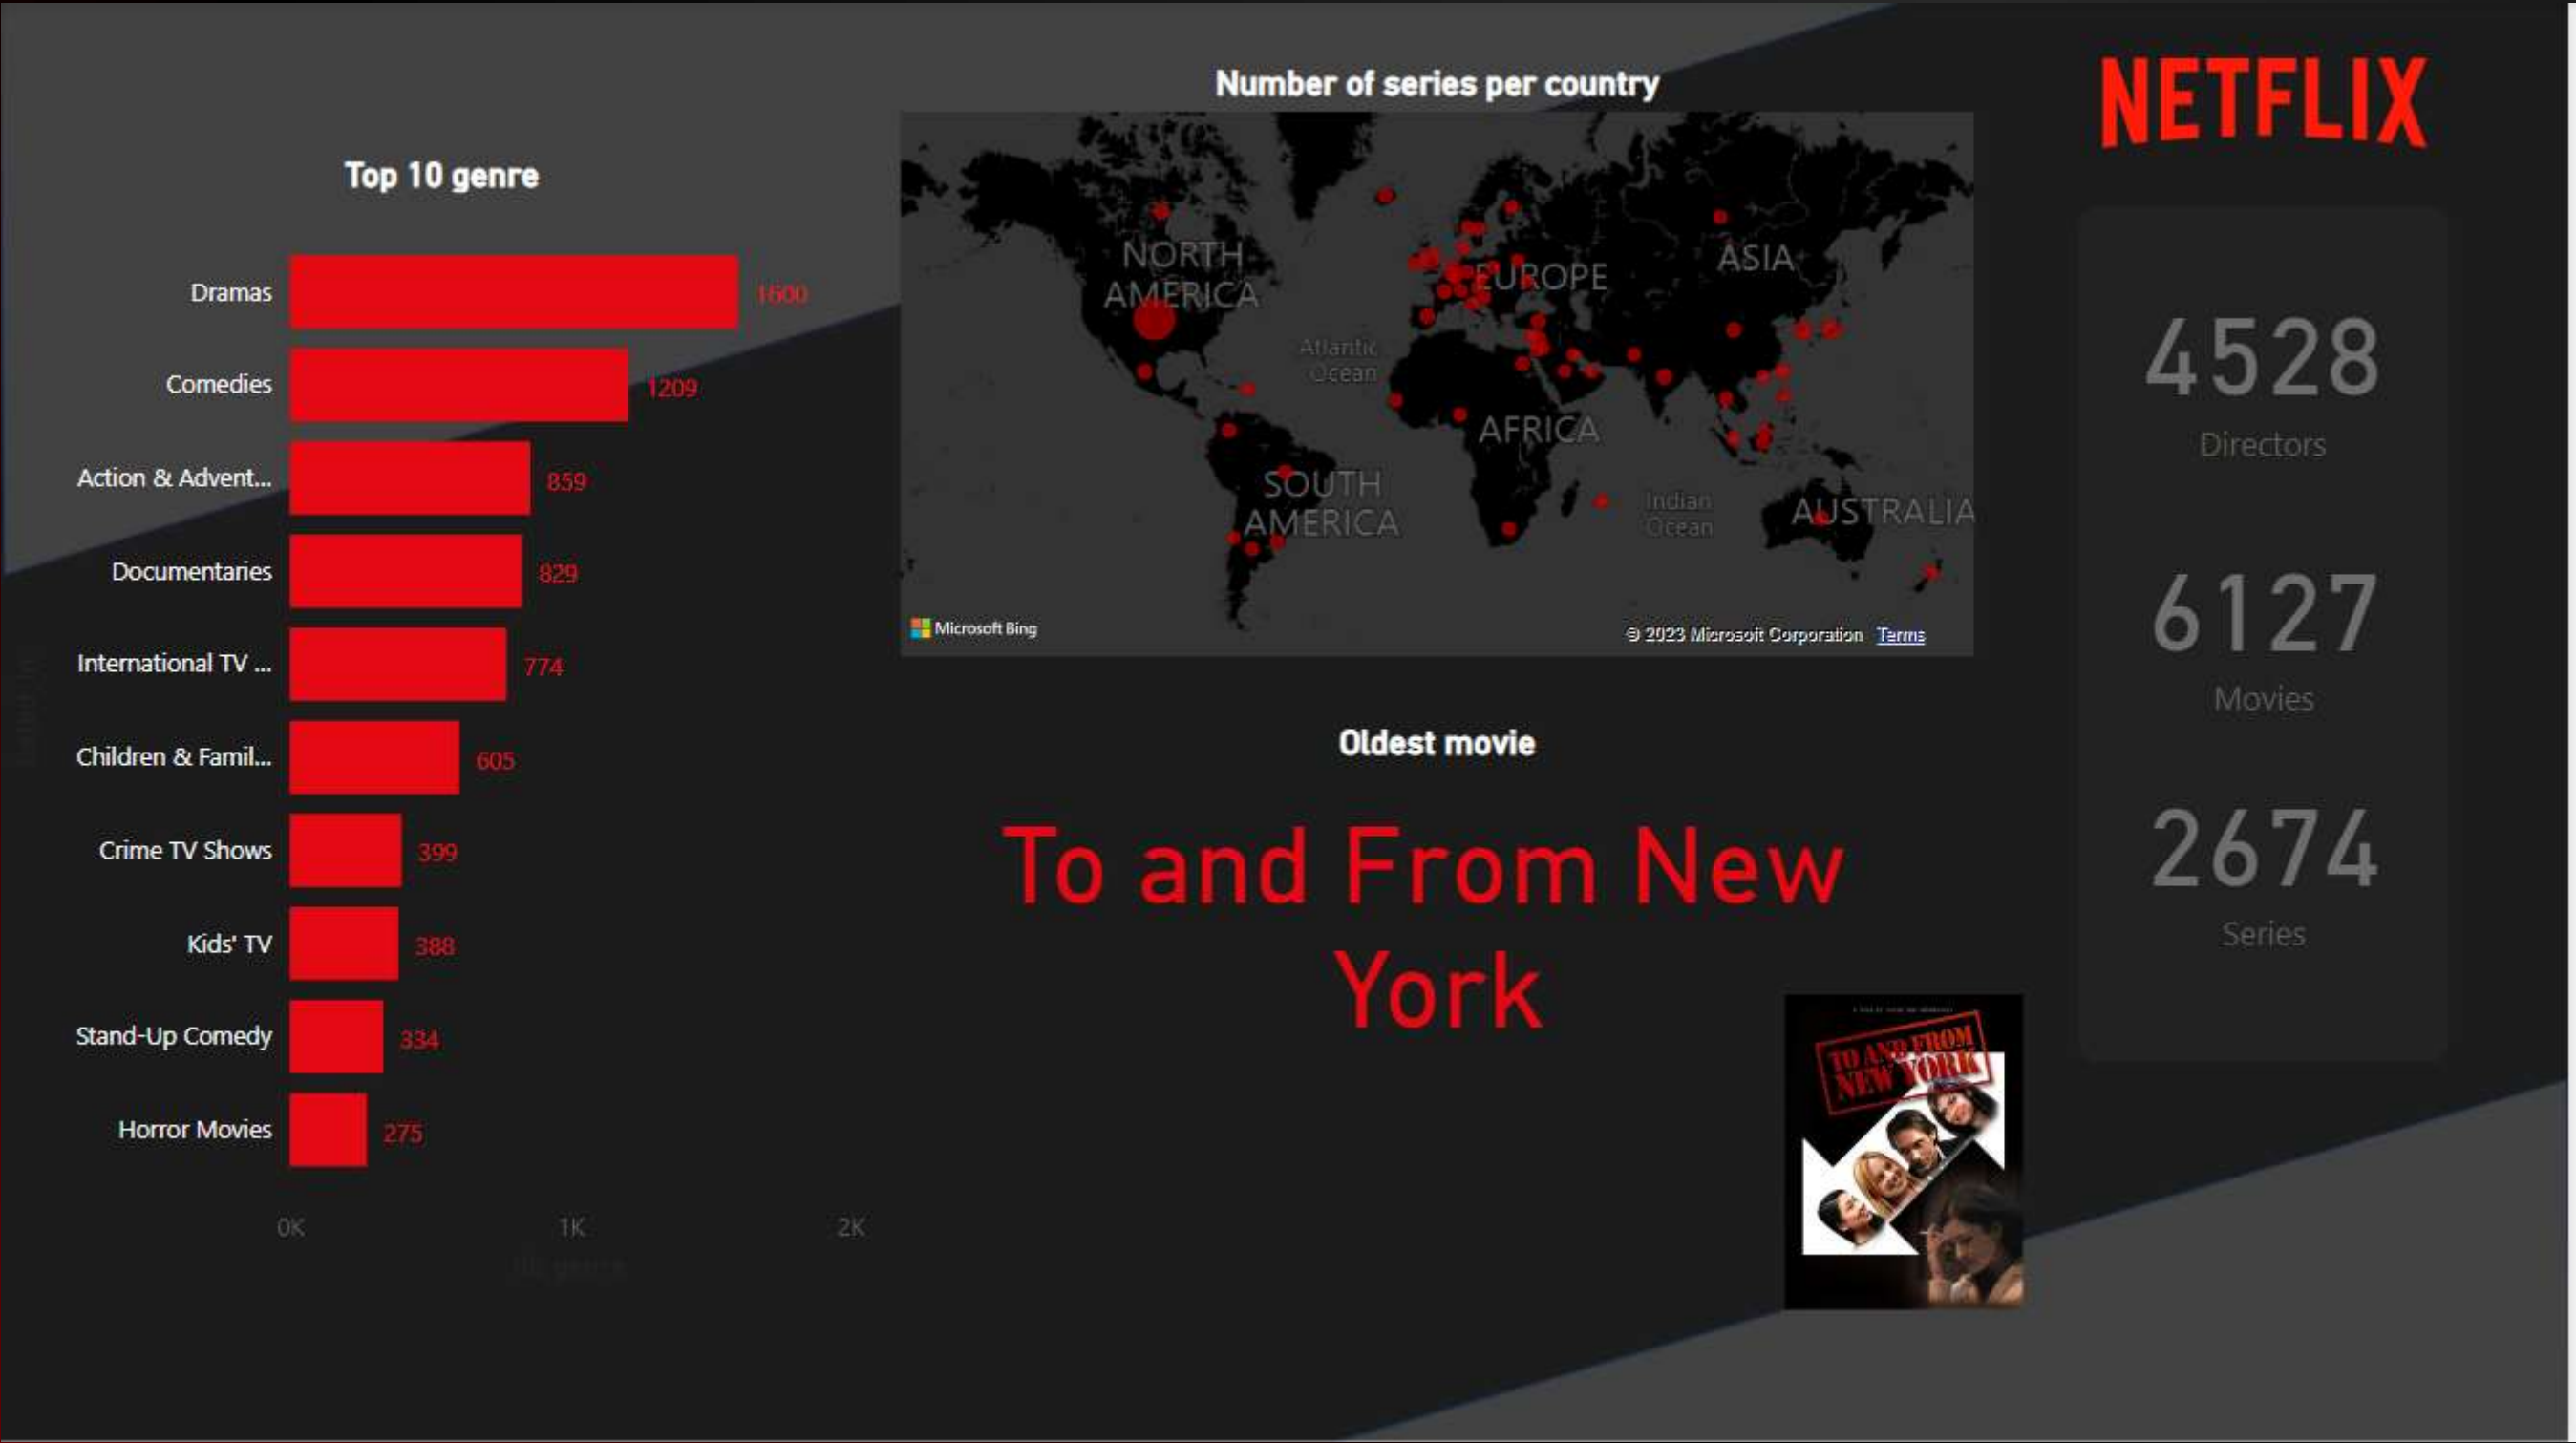 Number of series per country
NETFLIX
Top 10 genre
Dramas
1600
Comedies
1209
Action & Advent...
859
Documentaries
829
International TV ...
774
Children & Famil...
605
Crime TV Shows
399
Kids' TV
388
Stand-Up Comedy
334
Horror Movies
275
0K
1K
2K
NORTH
AMERICA
EUROPE
ASIA
Atlantic
Ocean
AFRICA
SOUTH
AMERICA
Indian
Ocean
AUSTRALIA
Microsoft Bing
© 2023 Microsoft Corporation Terms
Oldest movie
To and From New
York
TO AND FROM
NEW YORK
4528
Directors
6127
Movies
2674
Series